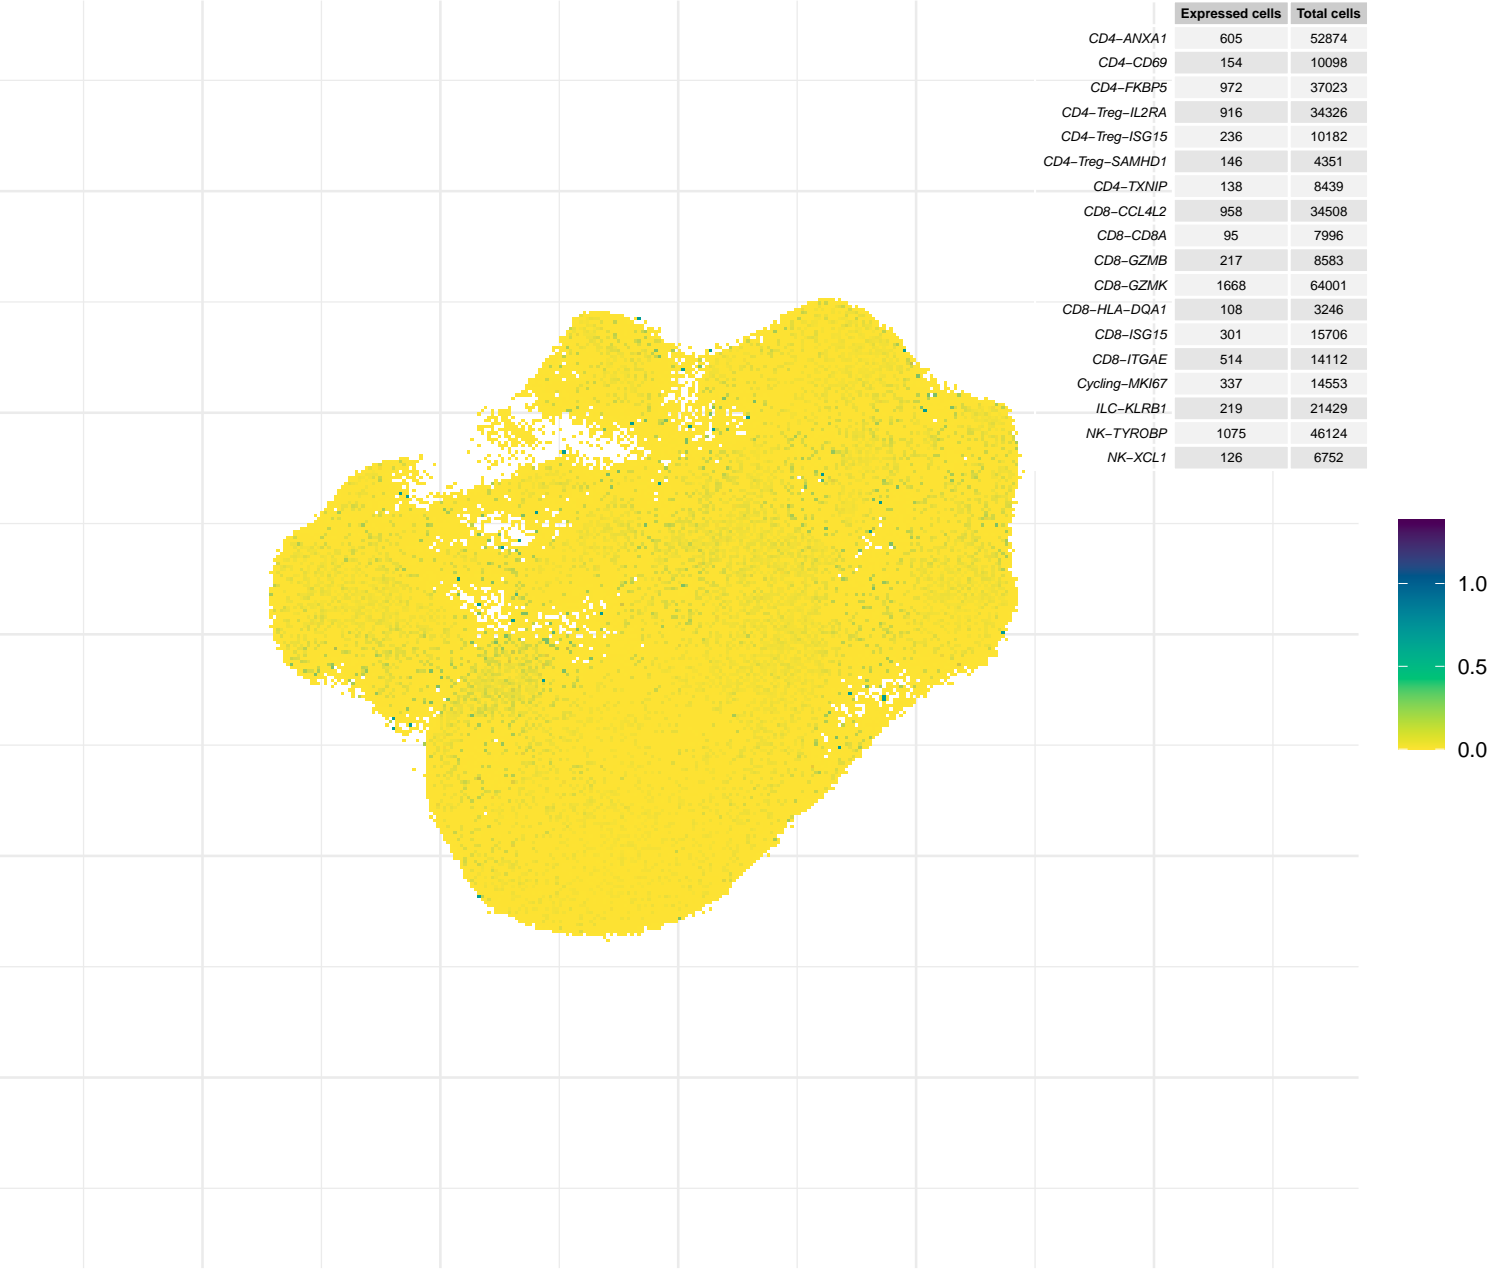 Expressed cells Total cells
CD4−ANXA1 605 52874
CD4−CD69 154 10098
CD4−FKBP5 972 37023
CD4−Treg−IL2RA 916 34326
CD4−Treg−ISG15 236 10182
CD4−Treg−SAMHD1 146 4351
CD4−TXNIP 138 8439
CD8−CCL4L2 958 34508
CD8−CD8A 95 7996
CD8−GZMB 217 8583
CD8−GZMK 1668 64001
CD8−HLA−DQA1 108 3246
CD8−ISG15 301 15706
CD8−ITGAE 514 14112
Cycling−MKI67 337 14553
ILC−KLRB1 219 21429
NK−TYROBP 1075 46124
NK−XCL1 126 6752
1.0
0.5
0.0